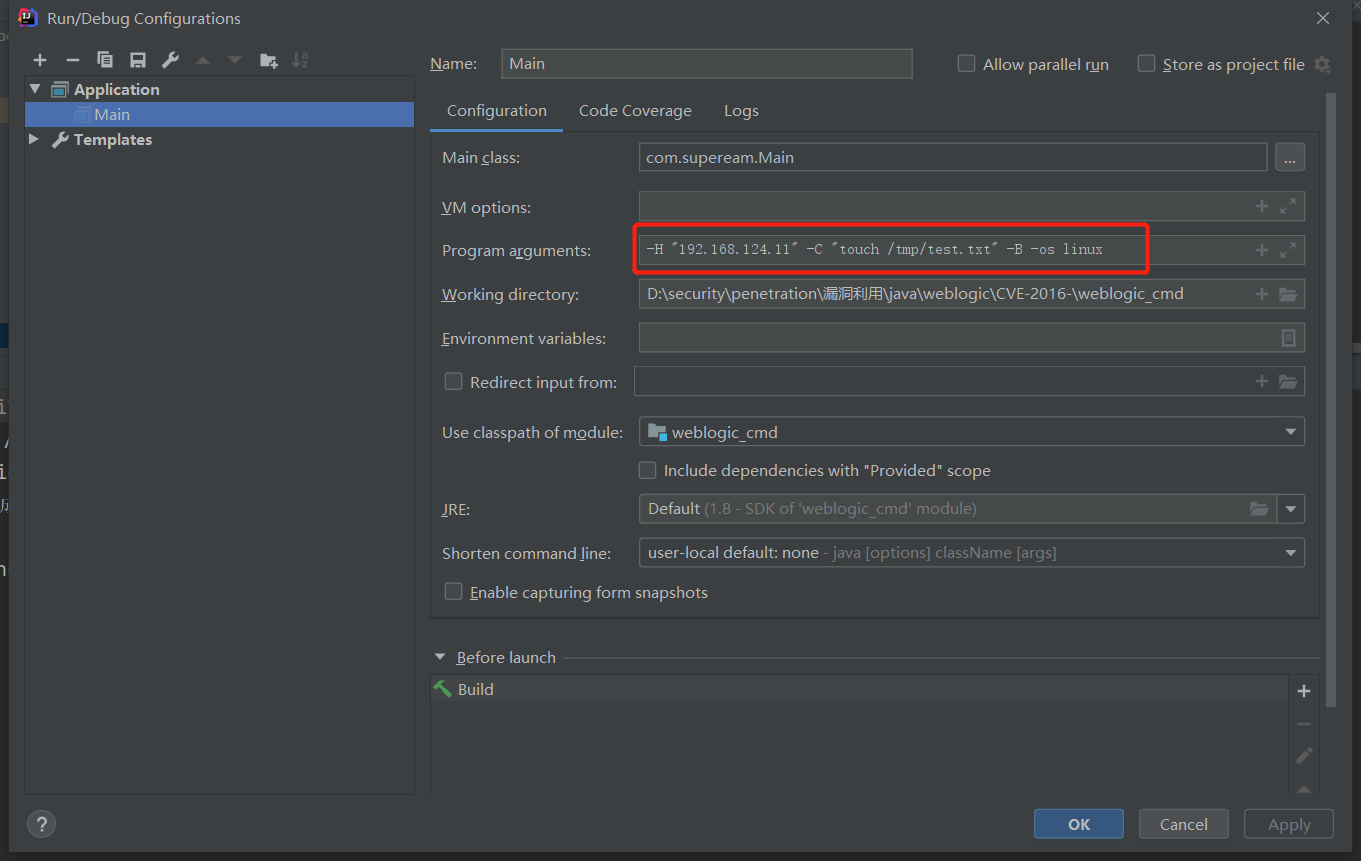 Run/Debug Configurations
Name: Main
Allow parallel run
Store as project file
Application
Main
Templates
Configuration Code Coverage Logs
Main class: com.superam.Main ...
VM options:
Program arguments: -H "192.168.124.11" -C "touch /tmp/test.txt" -B -os linux
Working directory: D:\security\penetration\漏洞利用\java\weblogic\CVE-2016-\weblogic_cmd
Environment variables:
Redirect input from:
Use classpath of module: weblogic_cmd
Include dependencies with "Provided" scope
JRE: Default (1.8 - SDK of 'weblogic_cmd' module)
Shorten command line: user-local default: none - java [options] className [args]
Enable capturing form snapshots
Before launch
Build
? OK Cancel Apply